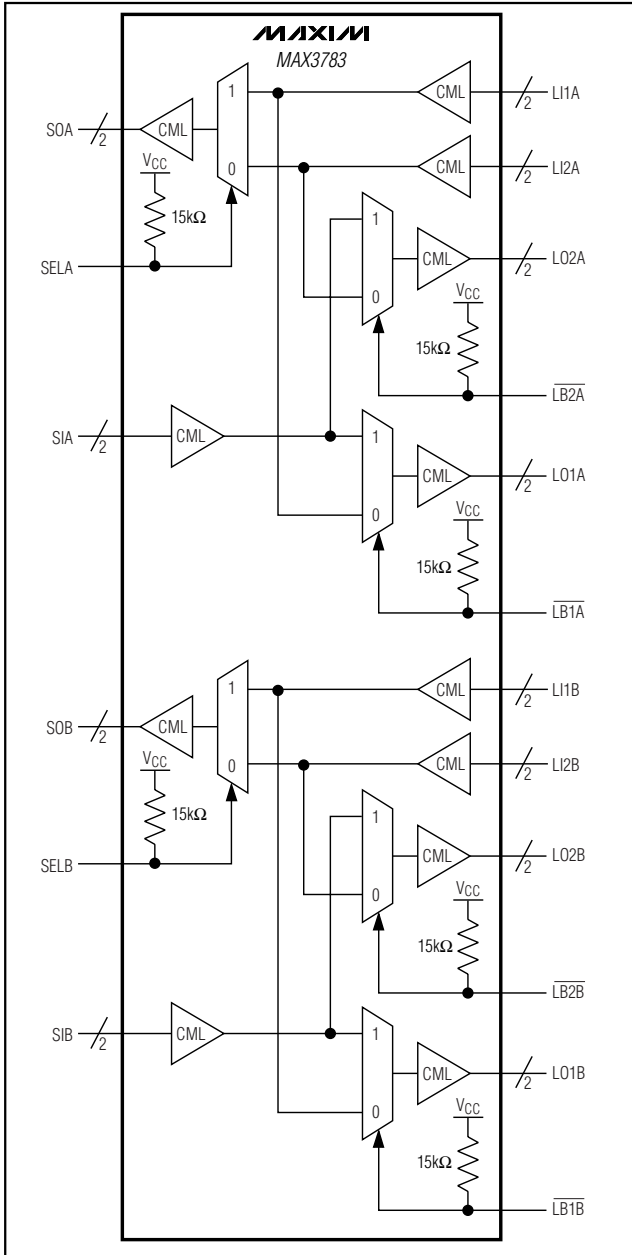 MAXIM
MAX3783
1
CML
2
LI1A
SOA
2
CML
VCC
0
CML
2
LI2A
15kΩ
1
CML
2
LO2A
SELA
0
VCC
15kΩ
LB2A
SIA
2
CML
1
CML
2
LO1A
0
VCC
15kΩ
LB1A
1
CML
2
LI1B
SOB
2
CML
VCC
0
CML
2
LI2B
15kΩ
1
CML
2
LO2B
SELB
0
VCC
15kΩ
LB2B
SIB
2
CML
1
CML
2
LO1B
0
VCC
15kΩ
LB1B